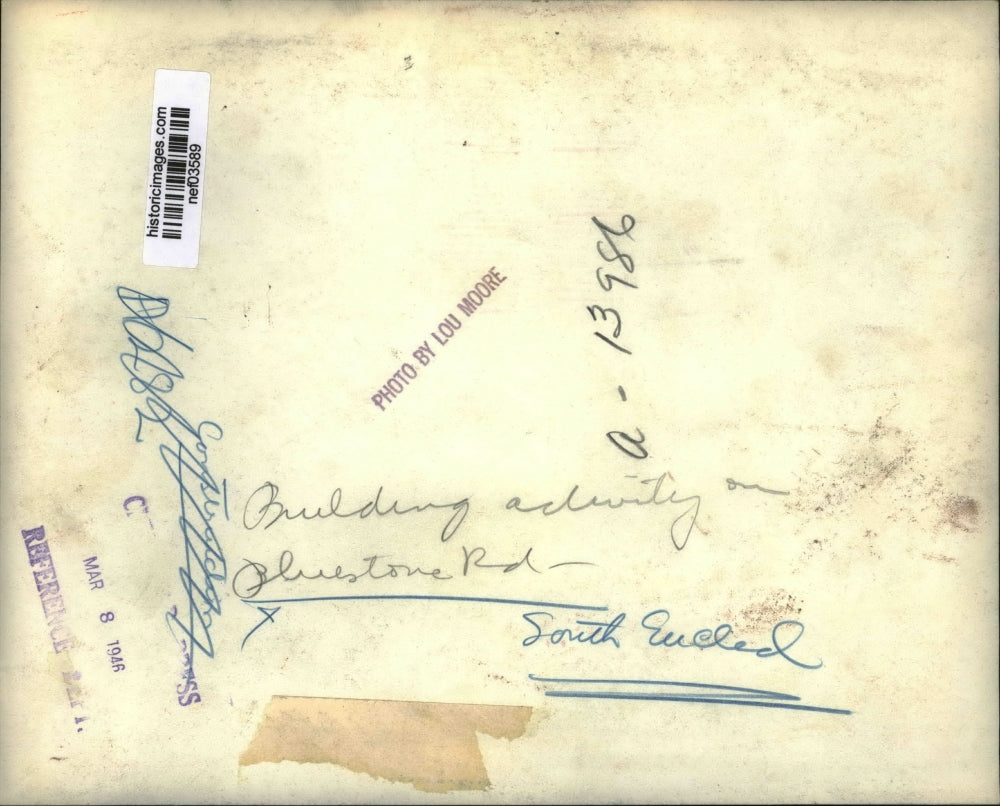 historicimages.com
nef03589
PHOTO BY LOU MOORE
a - 13986
Building activity on
Bluestone Rd -
South Euclid
MAR 8 1946
REFERENCE DEPT.